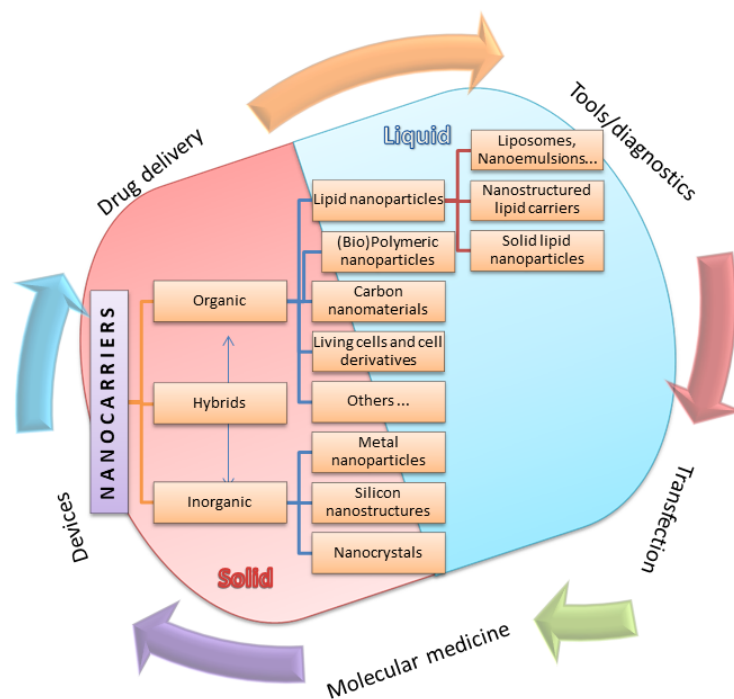 Drug delivery
Tools/diagnostics
Liquid
Liposomes,
Nanoemulsions...
Lipid nanoparticles
Nanostructured
lipid carriers
(Bio)Polymeric
nanoparticles
Solid lipid
nanoparticles
Organic
Carbon
nanomaterials
Living cells and cell
derivatives
NANOCARRIERS
Hybrids
Others ...
Metal
nanoparticles
Inorganic
Silicon
nanostructures
Nanocrystals
Solid
Devices
Transfection
Molecular medicine